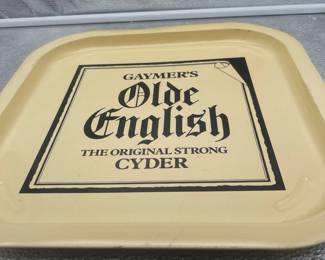 GAYMER'S
Olde
English
THE ORIGINAL STRONG
CYDER